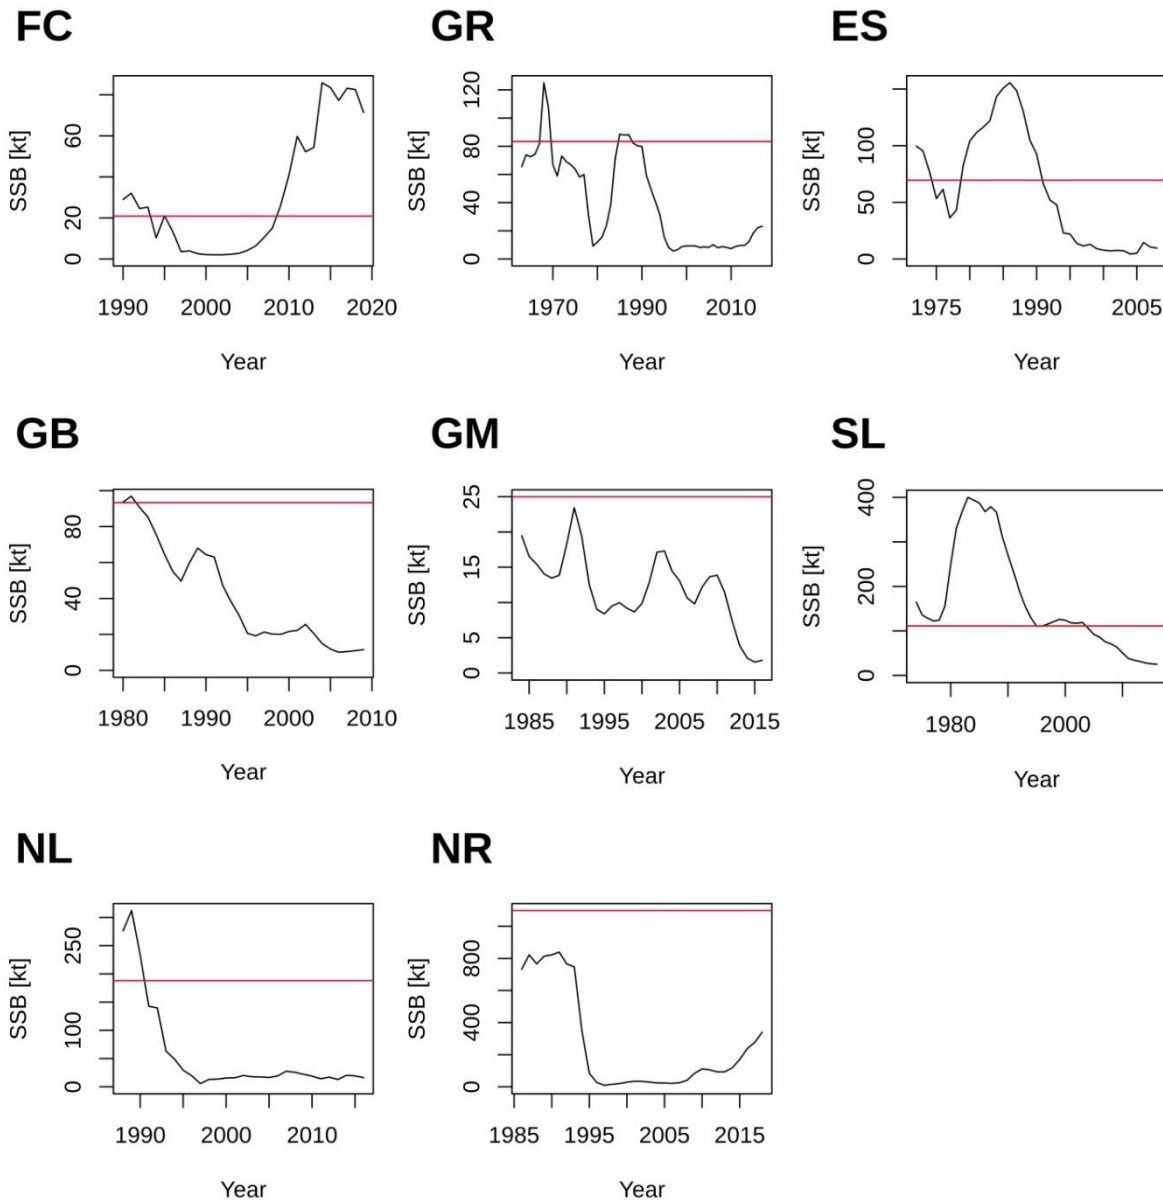 FC GR ES
SSB [kt] SSB [kt] SSB [kt]
60 20 0 120 80 40 0 100 50 0
1990 2000 2010 2020 1970 1990 2010 1975 1990 2005
Year Year Year
GB GM SL
SSB [kt] SSB [kt] SSB [kt]
80 40 0 25 15 5 0 400 200 0
1980 1990 2000 2010 1985 1995 2005 2015 1980 2000
Year Year Year
NL NR
SSB [kt] SSB [kt]
250 100 0 800 400 0
1990 2000 2010 1985 1995 2005 2015
Year Year